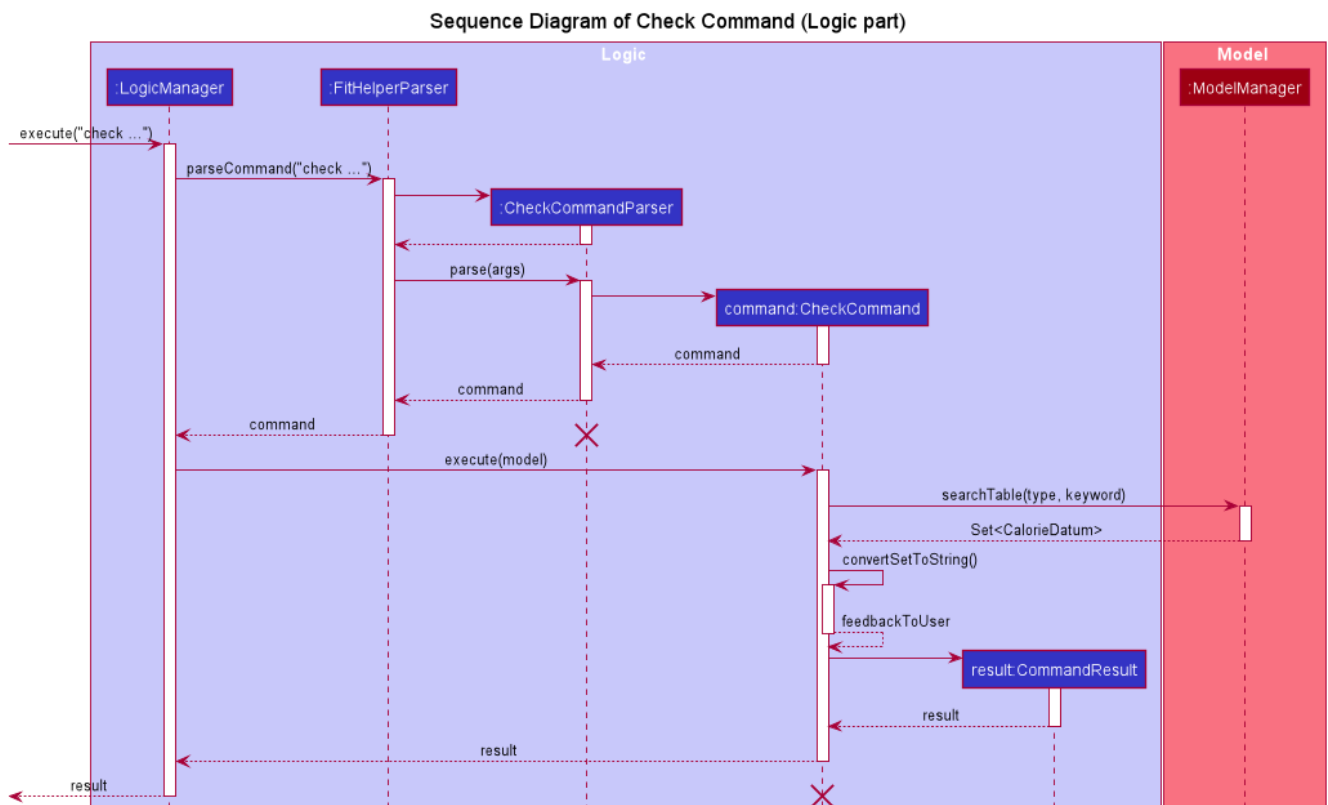 Sequence Diagram of Check Command (Logic part)
Logic
Model
:LogicManager
:FitHelperParser
:ModelManager
execute("check ...")
parseCommand("check ...")
:CheckCommandParser
parse(args)
command:CheckCommand
command
command
command
execute(model)
searchTable(type, keyword)
Set<CalorieDatum>
convertSetToString()
feedbackToUser
result:CommandResult
result
result
result